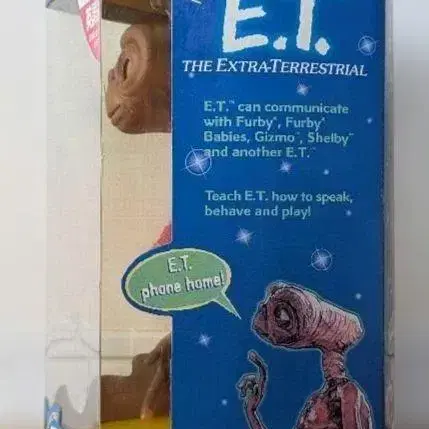 E.T.
THE EXTRA-TERRESTRIAL
E.T.™ can communicate
with Furby®, Furby®
Babies, Gizmo™, Shelby™
and another E.T.™
Teach E.T. how to speak,
behave and play!
E.T.
phone home!